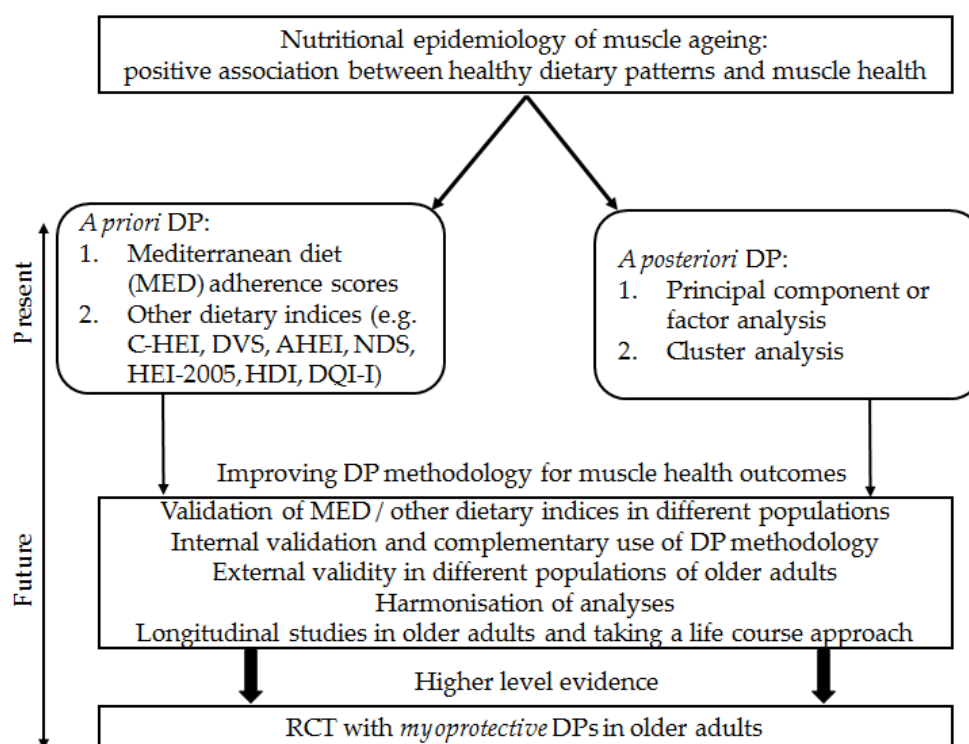 Nutritional epidemiology of muscle ageing:
positive association between healthy dietary patterns and muscle health
Present
A priori DP:
1. Mediterranean diet
(MED) adherence scores
2. Other dietary indices (e.g.
C-HEI, DVS, AHEI, NDS,
HEI-2005, HDI, DQI-I)
A posteriori DP:
1. Principal component or
factor analysis
2. Cluster analysis
Future
Improving DP methodology for muscle health outcomes
Validation of MED / other dietary indices in different populations
Internal validation and complementary use of DP methodology
External validity in different populations of older adults
Harmonisation of analyses
Longitudinal studies in older adults and taking a life course approach
Higher level evidence
RCT with myoprotective DPs in older adults